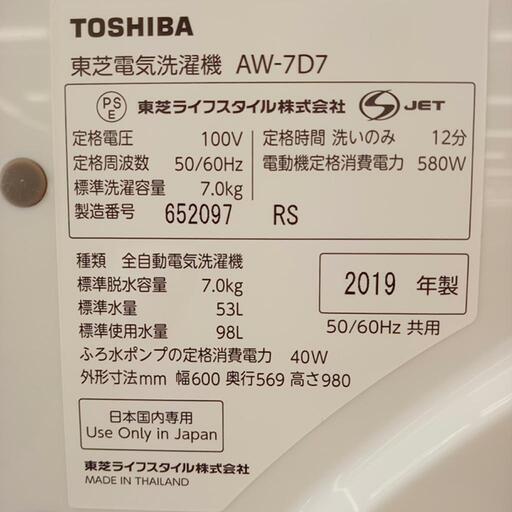 TOSHIBA
東芝電気洗濯機 AW-7D7
PSE 東芝ライフスタイル株式会社 S JET
定格電圧 100V 定格時間 洗いのみ 12分
定格周波数 50/60Hz 電動機定格消費電力 580W
標準洗濯容量 7.0kg
製造番号 652097 RS
種類 全自動電気洗濯機
標準脱水容量 7.0kg 2019 年製
標準水量 53L
標準使用水量 98L 50/60Hz 共用
ふろ水ポンプの定格消費電力 40W
外形寸法mm 幅600 奥行569 高さ980
日本国内専用
Use Only in Japan
東芝ライフスタイル株式会社
MADE IN THAILAND